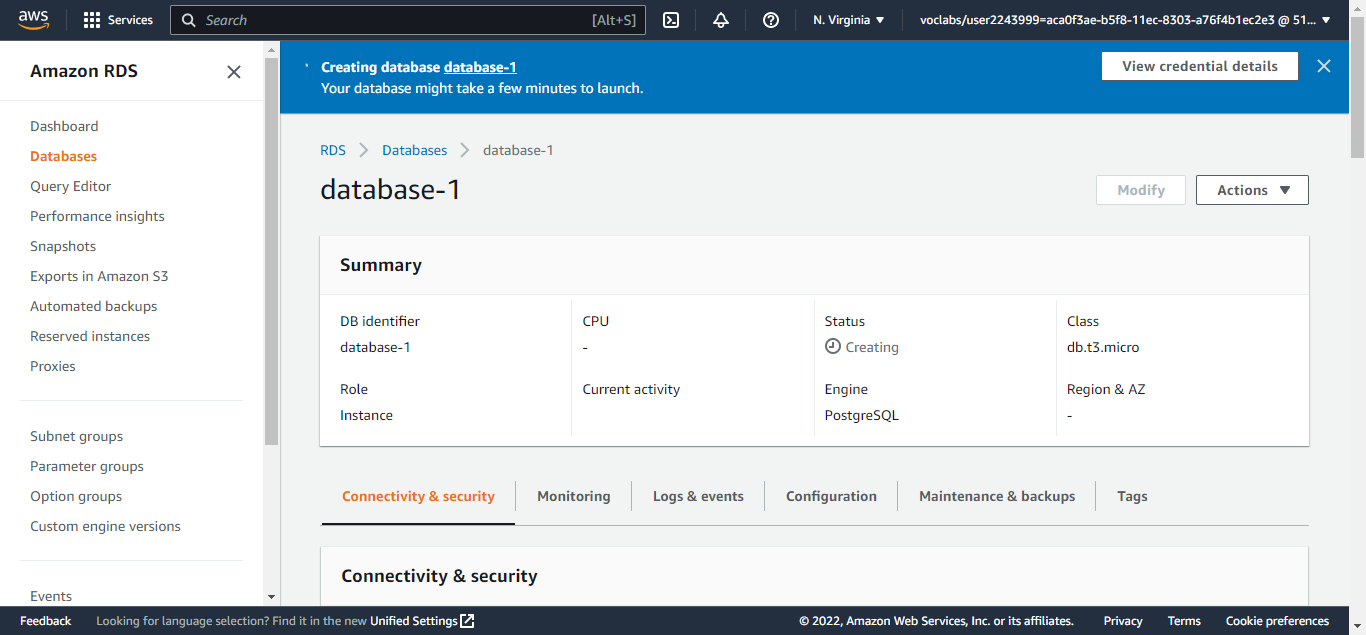 aws
Services
Search [Alt+S]
N. Virginia
voclabs/user2243999=aca0f3ae-b5f8-11ec-8303-a76f4b1ec2e3 @ 51...
Amazon RDS
Dashboard
Databases
Query Editor
Performance insights
Snapshots
Exports in Amazon S3
Automated backups
Reserved instances
Proxies
Subnet groups
Parameter groups
Option groups
Custom engine versions
Events
Creating database database-1
Your database might take a few minutes to launch.
View credential details
RDS
Databases
database-1
database-1
Modify
Actions
Summary
DB identifier
database-1
CPU
-
Status
Creating
Class
db.t3.micro
Role
Instance
Current activity
Engine
PostgreSQL
Region & AZ
-
Connectivity & security
Monitoring
Logs & events
Configuration
Maintenance & backups
Tags
Connectivity & security
Feedback
Looking for language selection? Find it in the new Unified Settings
© 2022, Amazon Web Services, Inc. or its affiliates.
Privacy
Terms
Cookie preferences